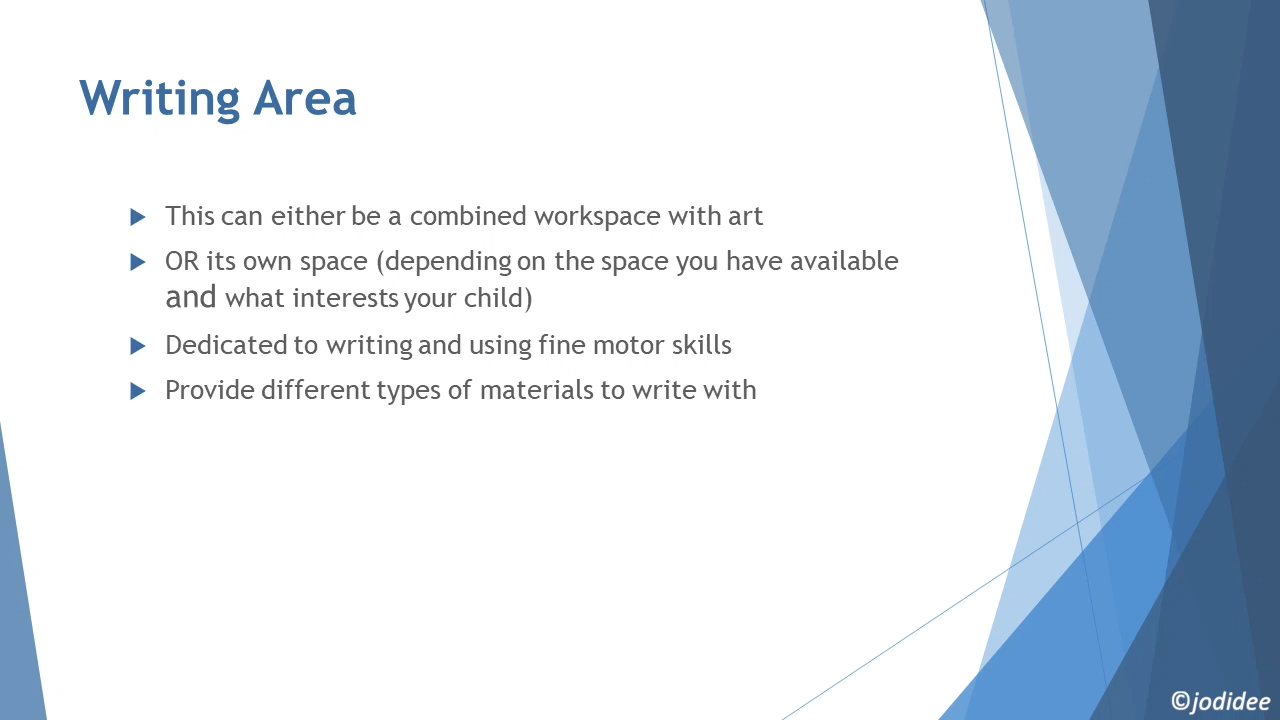 Writing Area
This can either be a combined workspace with art
OR its own space (depending on the space you have available
and what interests your child)
Dedicated to writing and using fine motor skills
Provide different types of materials to write with
©jodidee